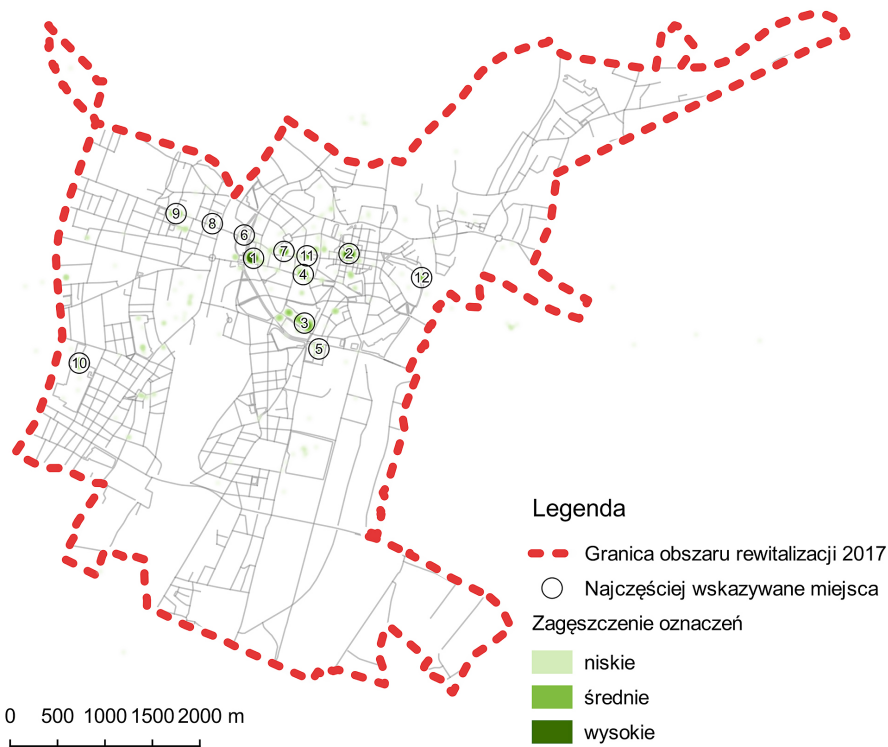 9
8
6
1
7
11
2
4
12
3
5
10
Legenda
Granica obszaru rewitalizacji 2017
Najczęściej wskazywane miejsca
Zagęszczenie oznaczeń
niskie
średnie
wysokie
0 500 1000 1500 2000 m